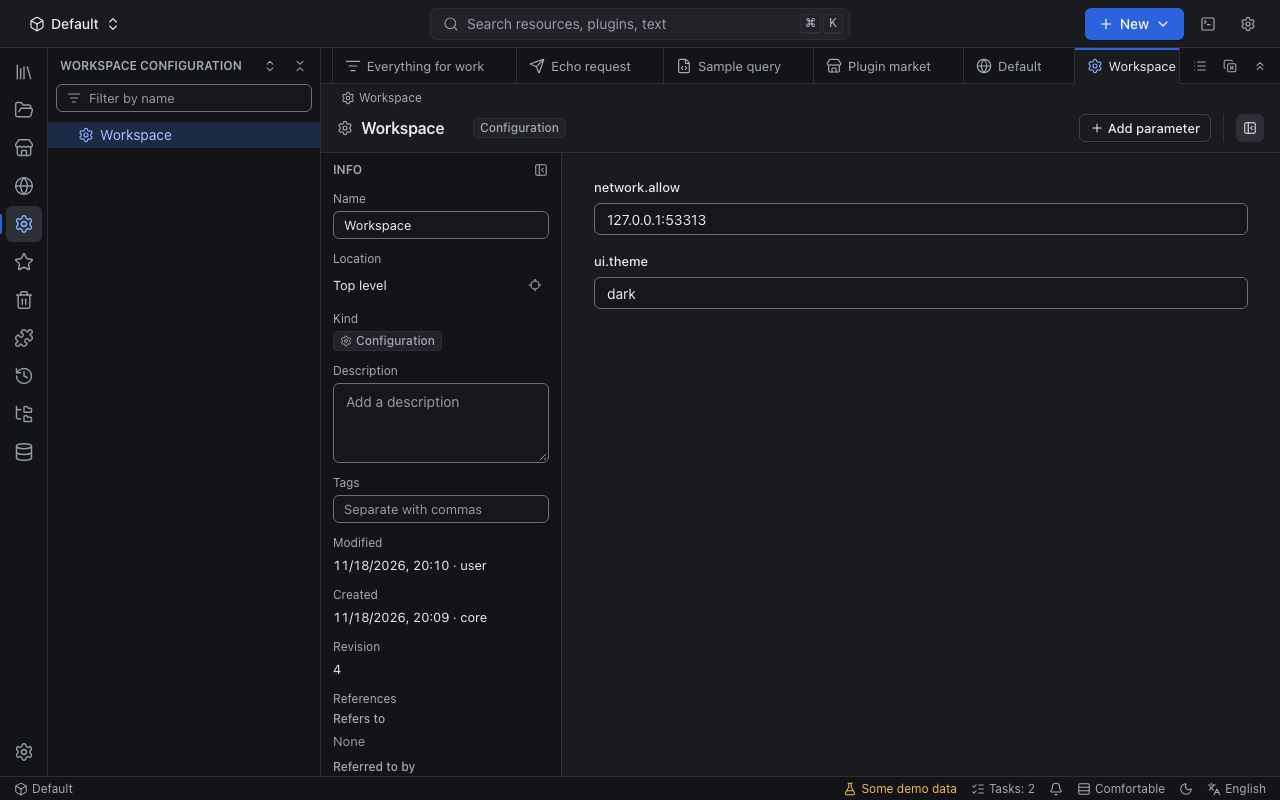 Default
Search resources, plugins, text
⌘ K
New
WORKSPACE CONFIGURATION
Filter by name
Workspace
Everything for work
Echo request
Sample query
Plugin market
Default
Workspace
Workspace
Workspace
Configuration
Add parameter
INFO
Name
Workspace
Location
Top level
Kind
Configuration
Description
Add a description
Tags
Separate with commas
Modified
11/18/2026, 20:10 · user
Created
11/18/2026, 20:09 · core
Revision
4
References
Refers to
None
Referred to by
network.allow
127.0.0.1:53313
ui.theme
dark
Default
Some demo data
Tasks: 2
Comfortable
English